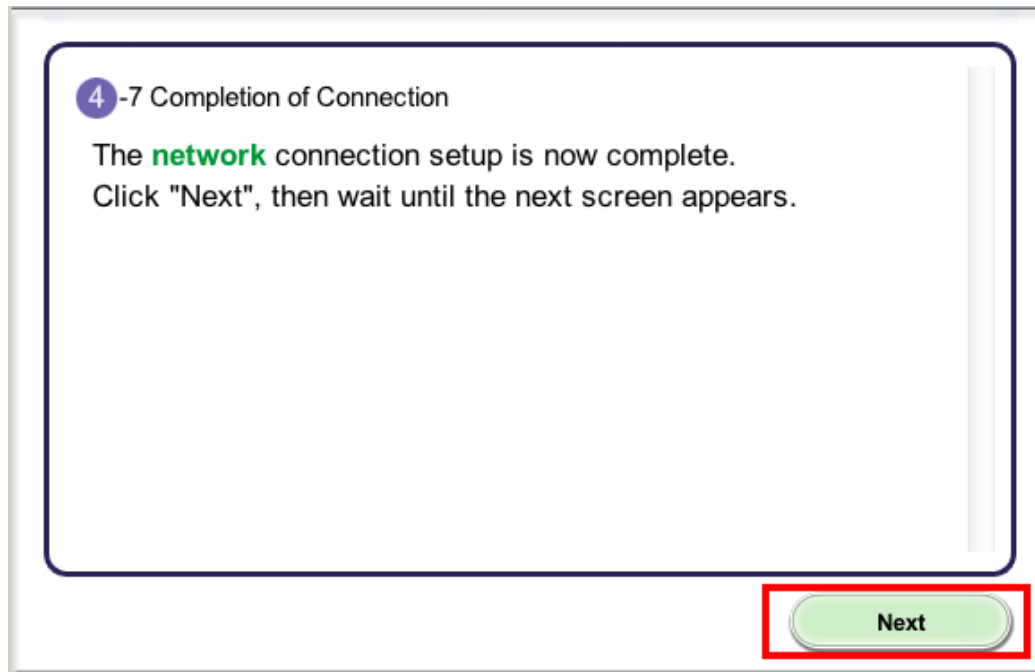 4 -7 Completion of Connection
The network connection setup is now complete.
Click "Next", then wait until the next screen appears.
Next